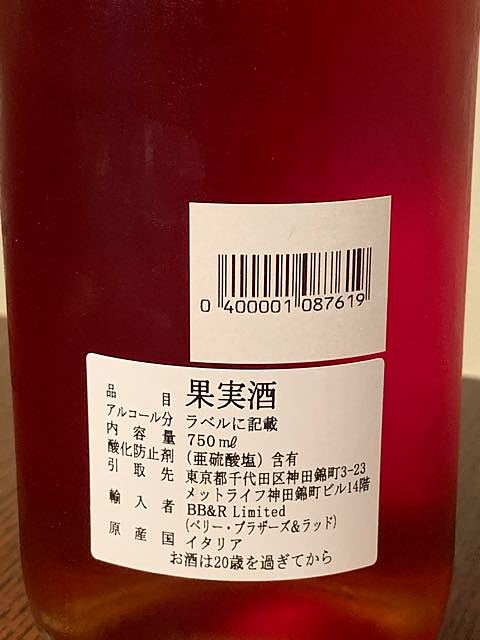 0 400001 087619
品目 果実酒
アルコール分 ラベルに記載
内容量 750㎖
酸化防止剤 (亜硫酸塩) 含有
引取先 東京都千代田区神田錦町3-23
メットライフ神田錦町ビル14階
輸入者 BB&R Limited
(ベリー・ブラザーズ&ラッド)
原産国 イタリア
お酒は20歳を過ぎてから